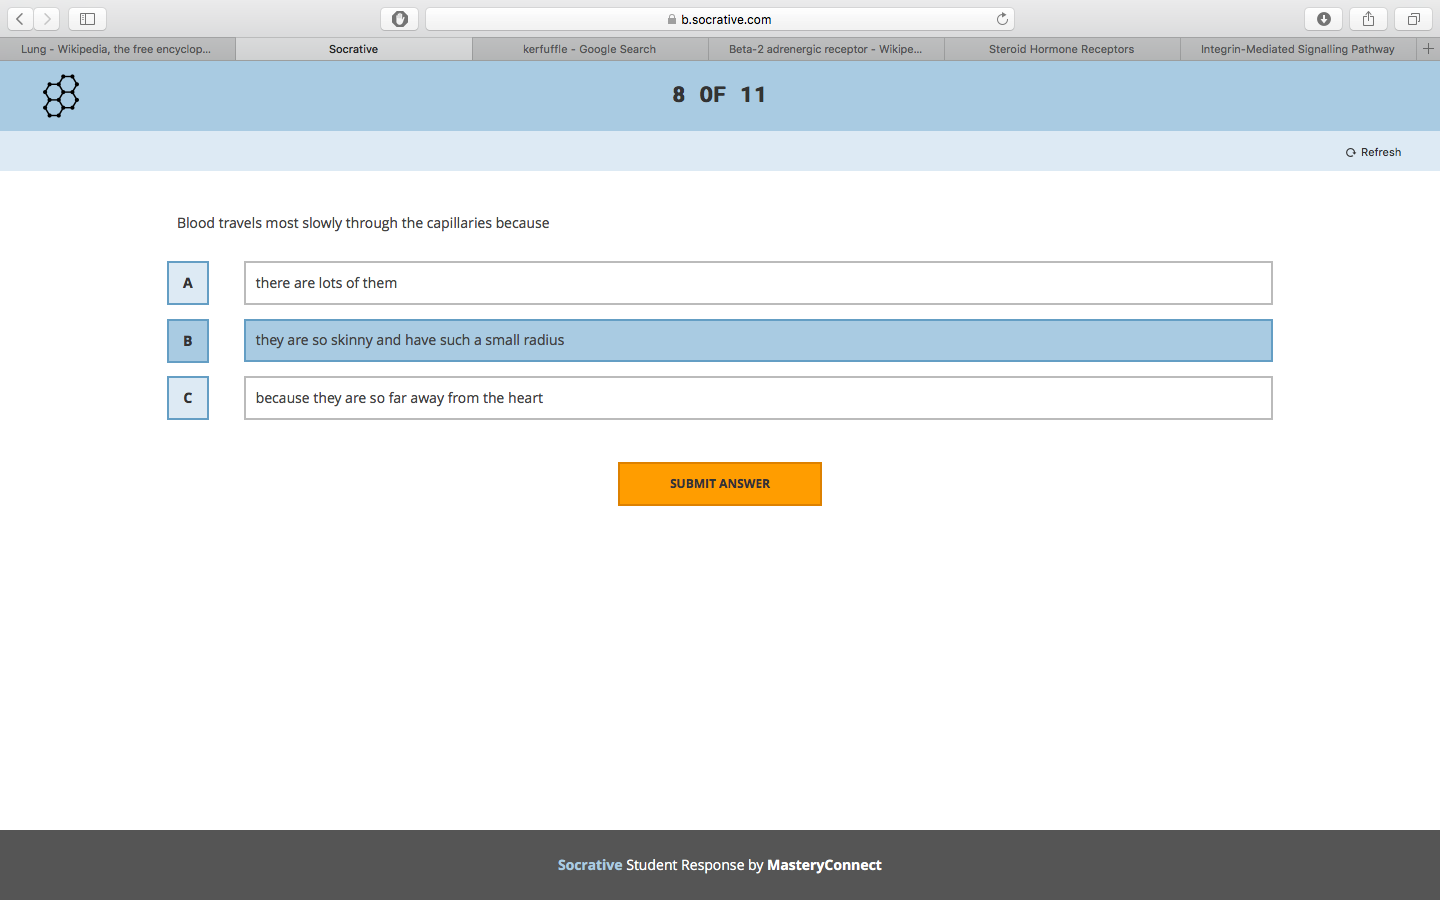 b.socrative.com
Lung - Wikipedia, the free encyclop...
Socrative
kerfuffle - Google Search
Beta-2 adrenergic receptor - Wikipe...
Steroid Hormone Receptors
Integrin-Mediated Signalling Pathway
8 OF 11
Refresh
Blood travels most slowly through the capillaries because
A there are lots of them
B they are so skinny and have such a small radius
C because they are so far away from the heart
SUBMIT ANSWER
Socrative Student Response by MasteryConnect